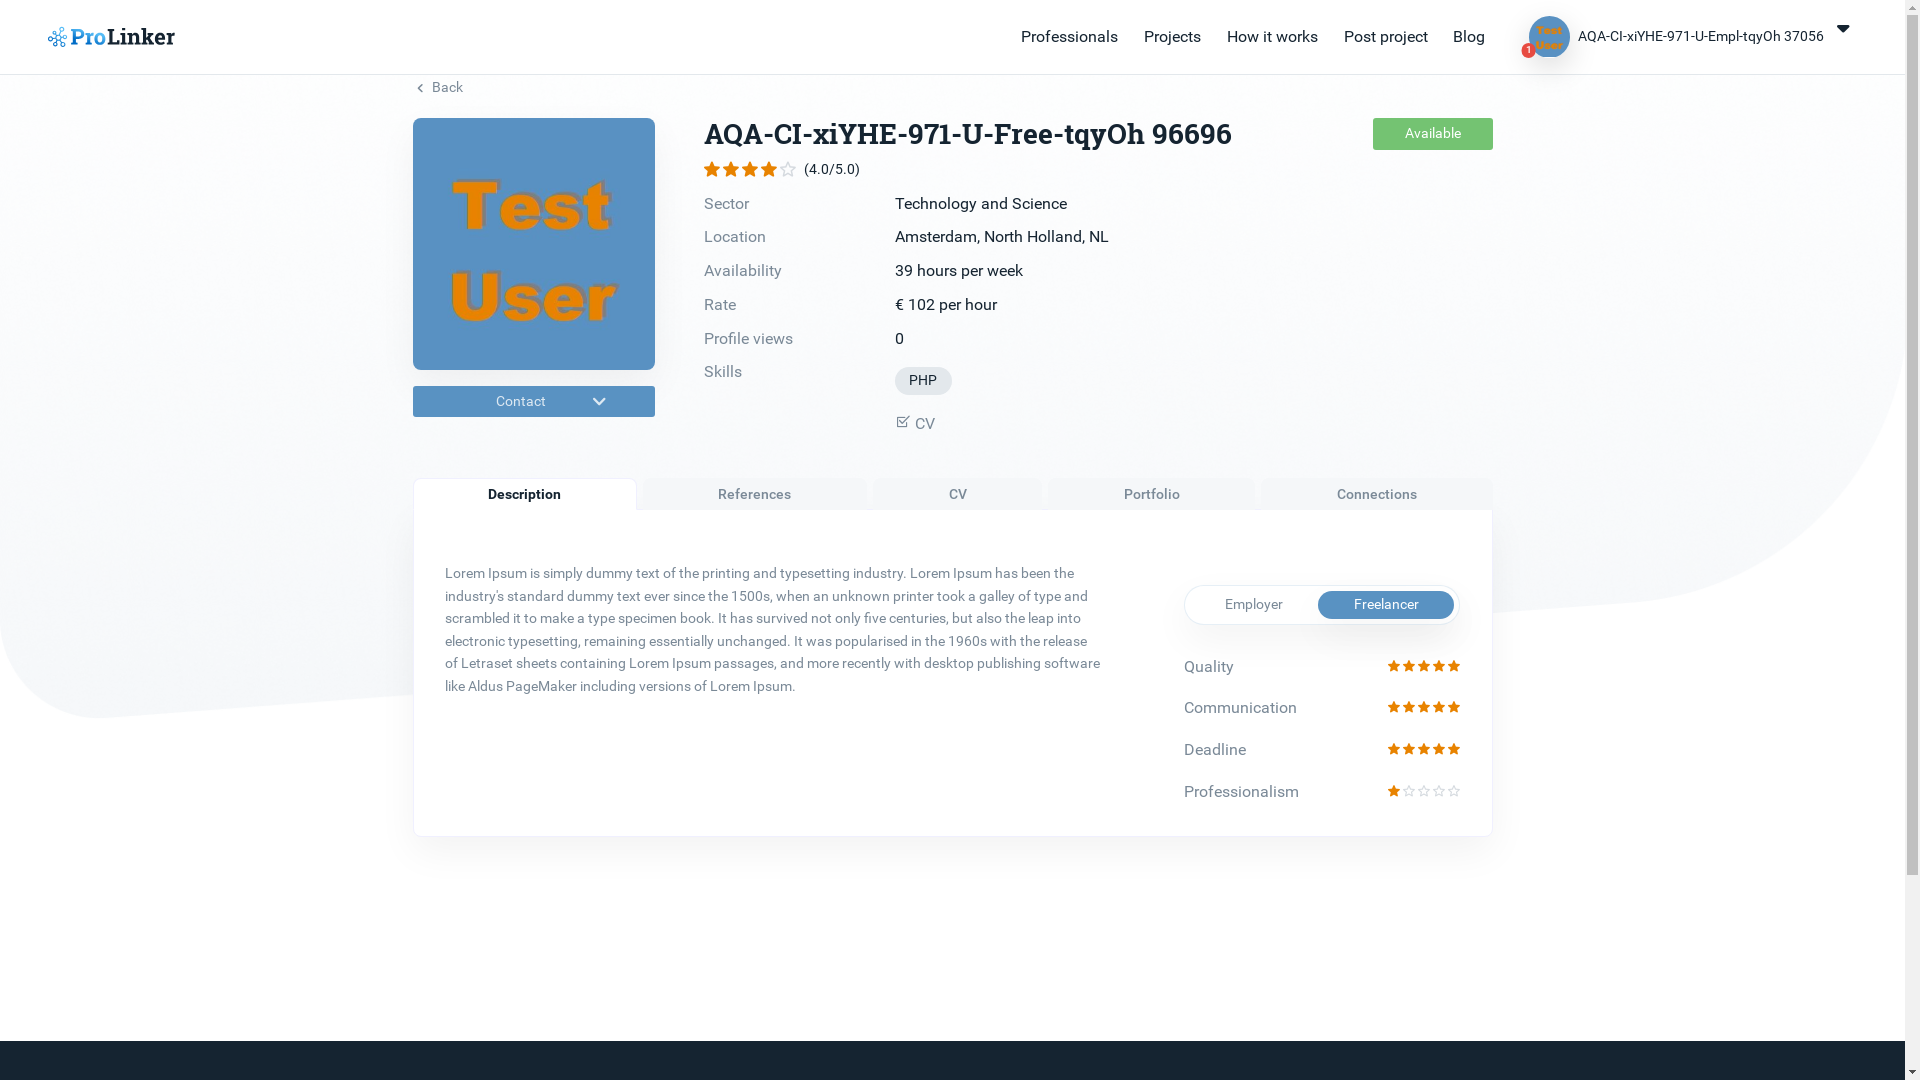 ProLinker
Professionals
Projects
How it works
Post project
Blog
Test
User
1
AQA-CI-xiYHE-971-U-Empl-tqyOh 37056
Back
Test
User
Contact
AQA-CI-xiYHE-971-U-Free-tqyOh 96696
Available
(4.0/5.0)
Sector Technology and Science
Location Amsterdam, North Holland, NL
Availability 39 hours per week
Rate € 102 per hour
Profile views 0
Skills PHP
CV
Description References CV Portfolio Connections
Lorem Ipsum is simply dummy text of the printing and typesetting industry. Lorem Ipsum has been the
industry's standard dummy text ever since the 1500s, when an unknown printer took a galley of type and
scrambled it to make a type specimen book. It has survived not only five centuries, but also the leap into
electronic typesetting, remaining essentially unchanged. It was popularised in the 1960s with the release
of Letraset sheets containing Lorem Ipsum passages, and more recently with desktop publishing software
like Aldus PageMaker including versions of Lorem Ipsum.
Employer Freelancer
Quality
Communication
Deadline
Professionalism